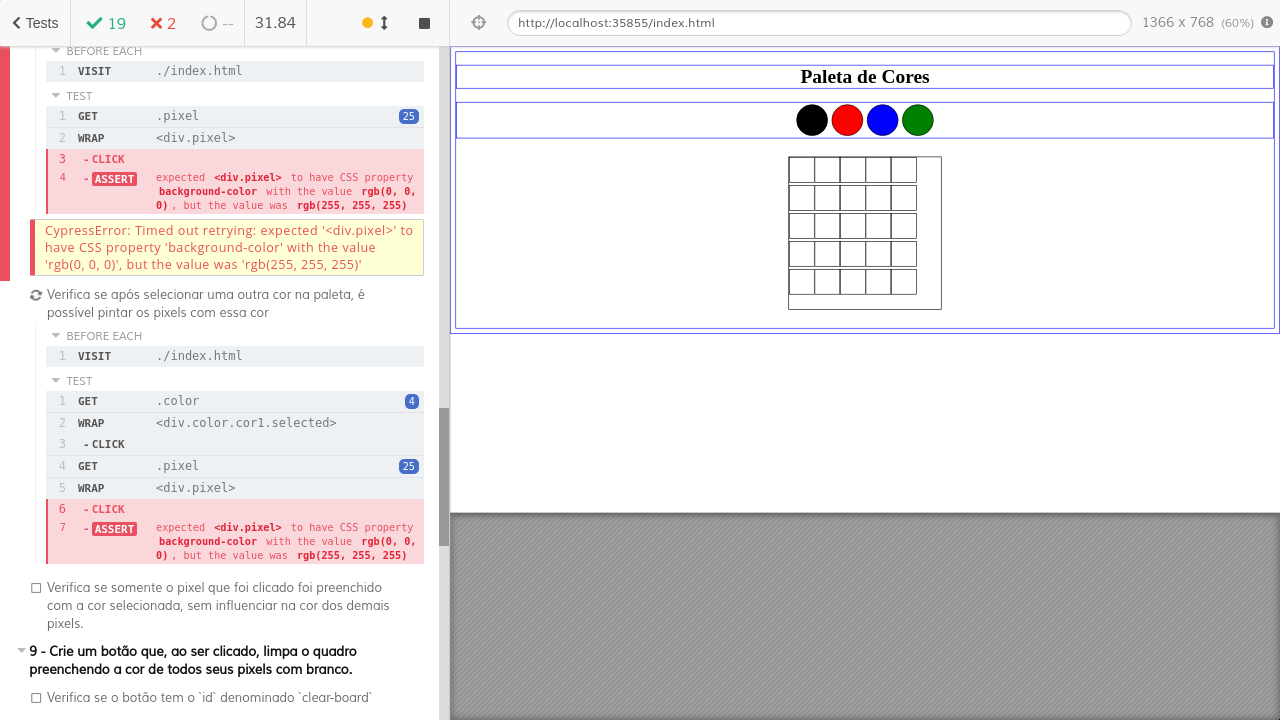 Tests
19
2
--
31.84
http://localhost:35855/index.html
1366 x 768 (60%)
BEFORE EACH
1 VISIT ./index.html
TEST
1 GET .pixel 25
2 WRAP <div.pixel>
3 - CLICK
4 - ASSERT expected <div.pixel> to have CSS property
background-color with the value rgb(0, 0,
0) , but the value was rgb(255, 255, 255)
CypressError: Timed out retrying: expected '<div.pixel>' to
have CSS property 'background-color' with the value
'rgb(0, 0, 0)', but the value was 'rgb(255, 255, 255)'
Verifica se após selecionar uma outra cor na paleta, é
possível pintar os pixels com essa cor
BEFORE EACH
1 VISIT ./index.html
TEST
1 GET .color 4
2 WRAP <div.color.cor1.selected>
3 - CLICK
4 GET .pixel 25
5 WRAP <div.pixel>
6 - CLICK
7 - ASSERT expected <div.pixel> to have CSS property
background-color with the value rgb(0, 0,
0) , but the value was rgb(255, 255, 255)
Verifica se somente o pixel que foi clicado foi preenchido
com a cor selecionada, sem influenciar na cor dos demais
pixels.
9 - Crie um botão que, ao ser clicado, limpa o quadro
preenchendo a cor de todos seus pixels com branco.
Verifica se o botão tem o `id` denominado `clear-board`
Paleta de Cores